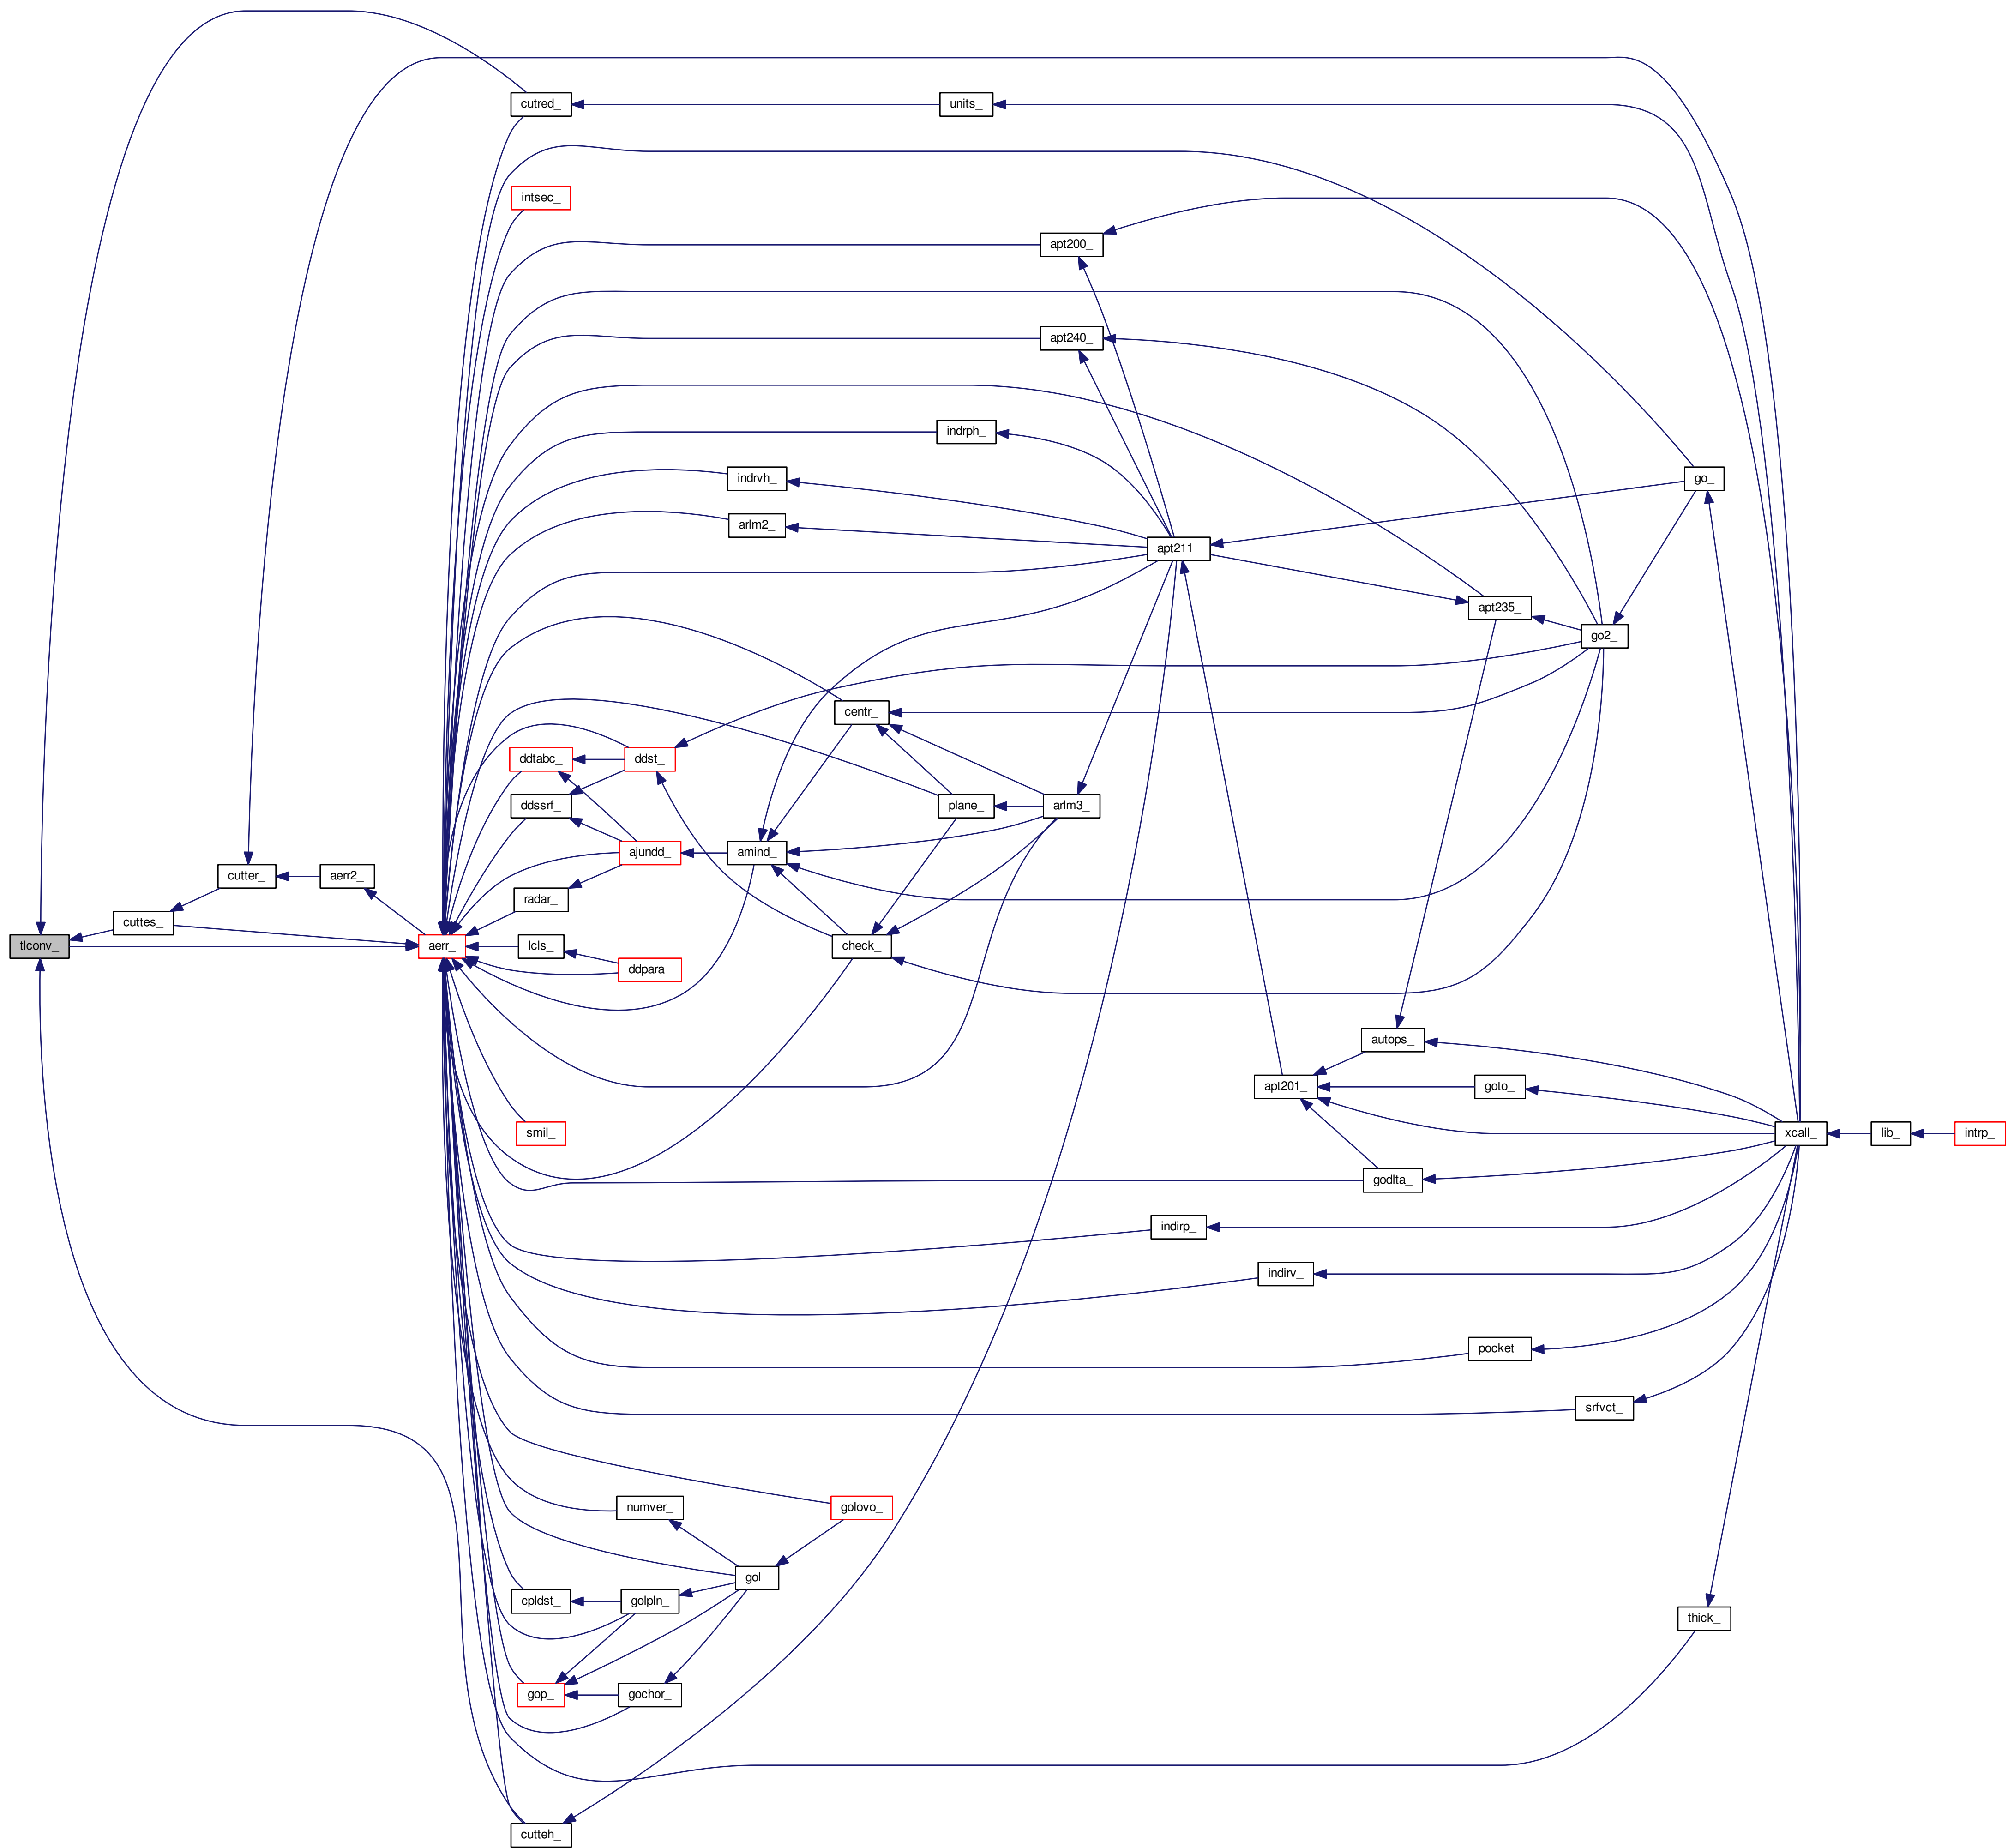 cutred_
units_
intsec_
apt200_
apt240_
indrph_
indrvh_
go_
arlm2_
apt211_
apt235_
go2_
centr_
ddtabc_
ddst_
ddssrf_
plane_
arlm3_
amind_
ajundd_
cutter_
aerr2_
radar_
cuttes_
tlconv_
aerr_
lcls_
check_
ddpara_
autops_
apt201_
goto_
smil_
xcall_
lib_
intrp_
godlta_
indirp_
indirv_
pocket_
srfvct_
numver_
golovo_
gol_
cpldst_
golpln_
thick_
gop_
gochor_
cutteh_